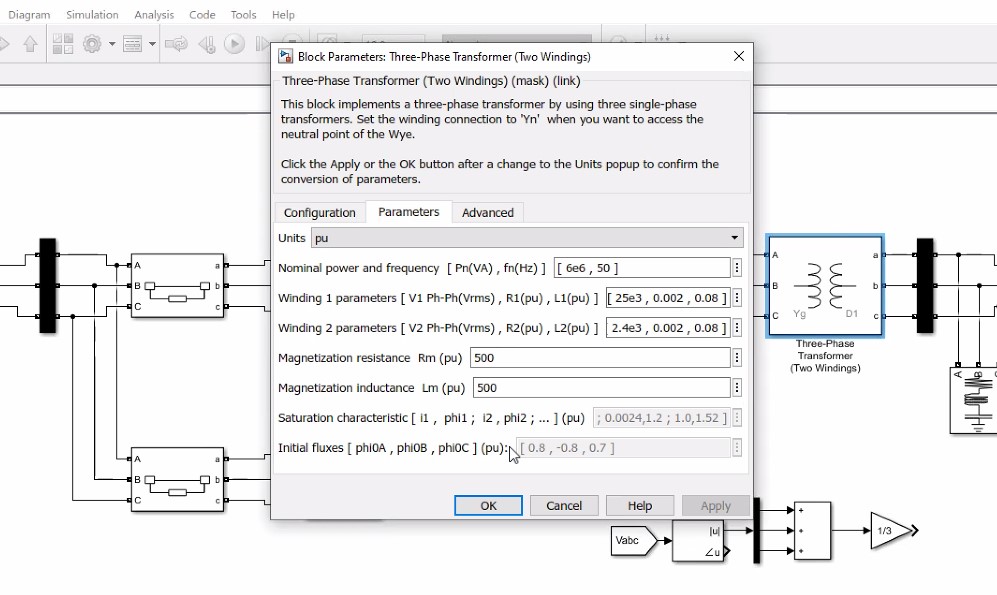 Diagram Simulation Analysis Code Tools Help
Block Parameters: Three-Phase Transformer (Two Windings)
Three-Phase Transformer (Two Windings) (mask) (link)
This block implements a three-phase transformer by using three single-phase
transformers. Set the winding connection to 'Yn' when you want to access the
neutral point of the Wye.
Click the Apply or the OK button after a change to the Units popup to confirm the
conversion of parameters.
Configuration Parameters Advanced
Units pu
Nominal power and frequency [ Pn(VA) , fn(Hz) ] [ 6e6 , 50 ]
Winding 1 parameters [ V1 Ph-Ph(Vrms) , R1(pu) , L1(pu) ] [ 25e3 , 0.002 , 0.08 ]
Winding 2 parameters [ V2 Ph-Ph(Vrms) , R2(pu) , L2(pu) ] 2.4e3 , 0.002 , 0.08 ]
Magnetization resistance Rm (pu) 500
Magnetization inductance Lm (pu) 500
Saturation characteristic [ i1 , phi1 ; i2 , phi2 ; ... ] (pu) ; 0.0024,1.2 ; 1.0,1.52 ]
Initial fluxes [ phi0A , phi0B , phi0C ] (pu): [ 0.8 , -0.8 , 0.7 ]
OK Cancel Help Apply
A a
B b
C c
A a
B b
C c
A a
B b
C c
Yg D1
Three-Phase
Transformer
(Two Windings)
A B
Vabc
|u|
∠u
+
+
+
1/3